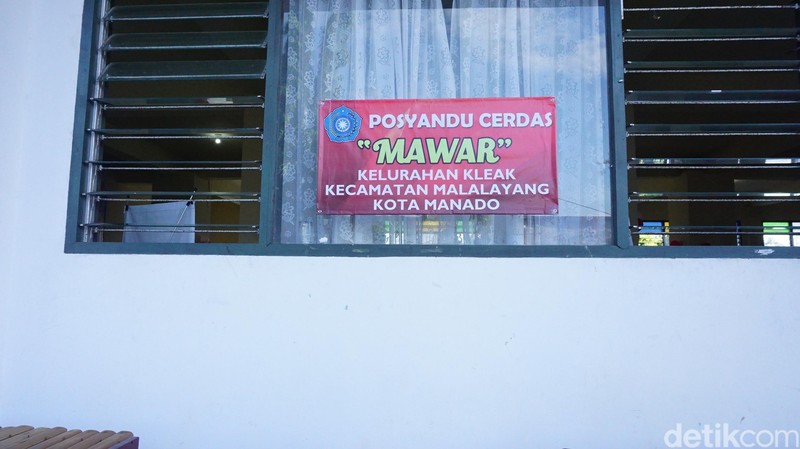 POSYANDU CERDAS
"MAWAR"
KELURAHAN KLEAK
KECAMATAN MALALAYANG
KOTA MANADO
detikcom